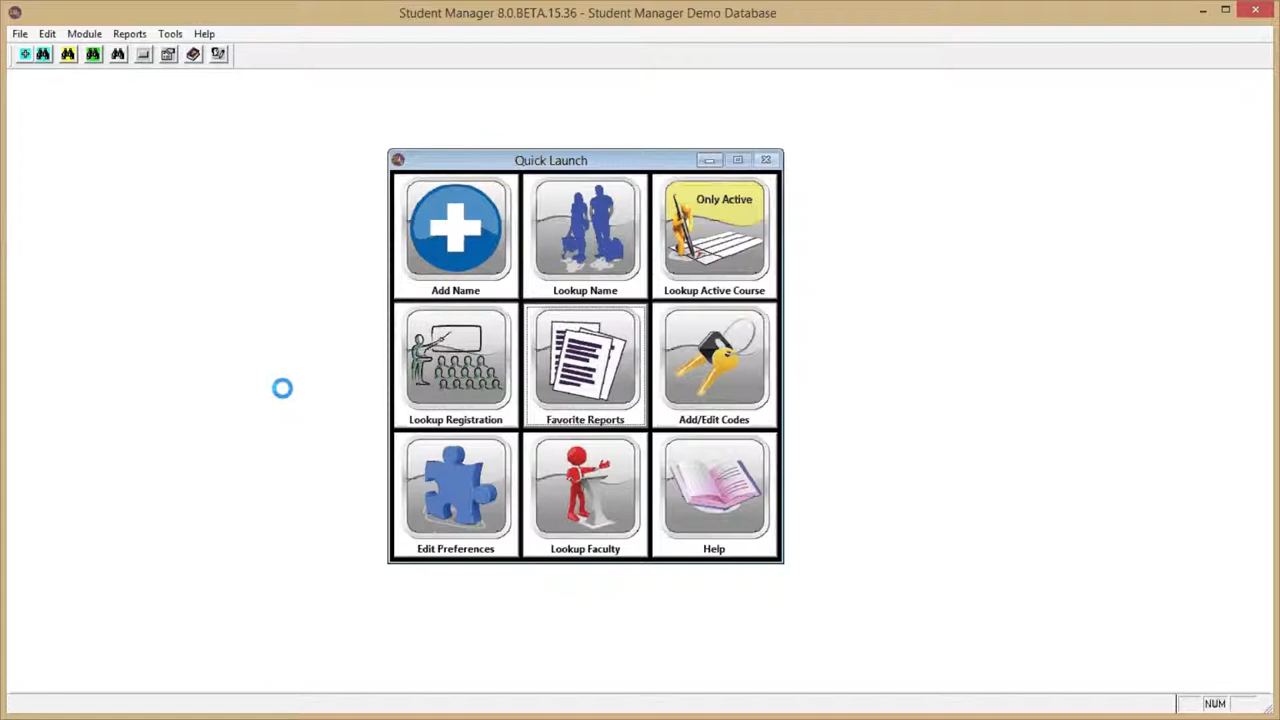 Student Manager 8.0.BETA.15.36 - Student Manager Demo Database
File Edit Module Reports Tools Help
Quick Launch
Only Active
Add Name Lookup Name Lookup Active Course
Lookup Registration Favorite Reports Add/Edit Codes
Edit Preferences Lookup Faculty Help
NUM